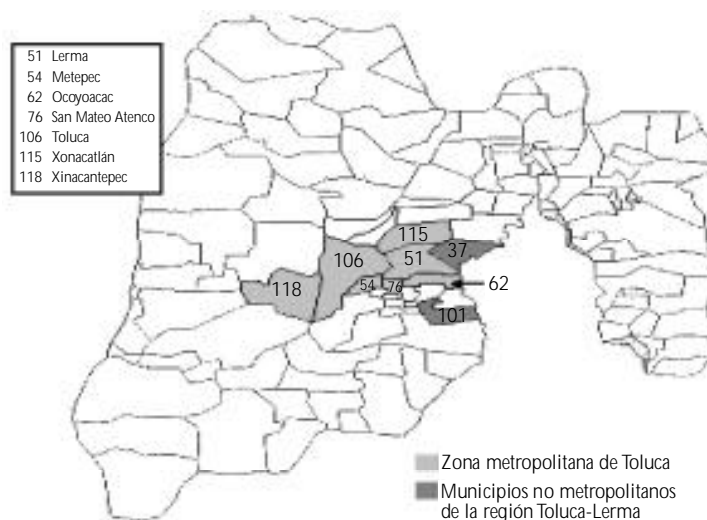 51 Lerma
54 Metepec
62 Ocoyoacac
76 San Mateo Atenco
106 Toluca
115 Xonacatlán
118 Xinacantepec
115
106
51
37
118
54
76
62
101
Zona metropolitana de Toluca
Municipios no metropolitanos
de la región Toluca-Lerma